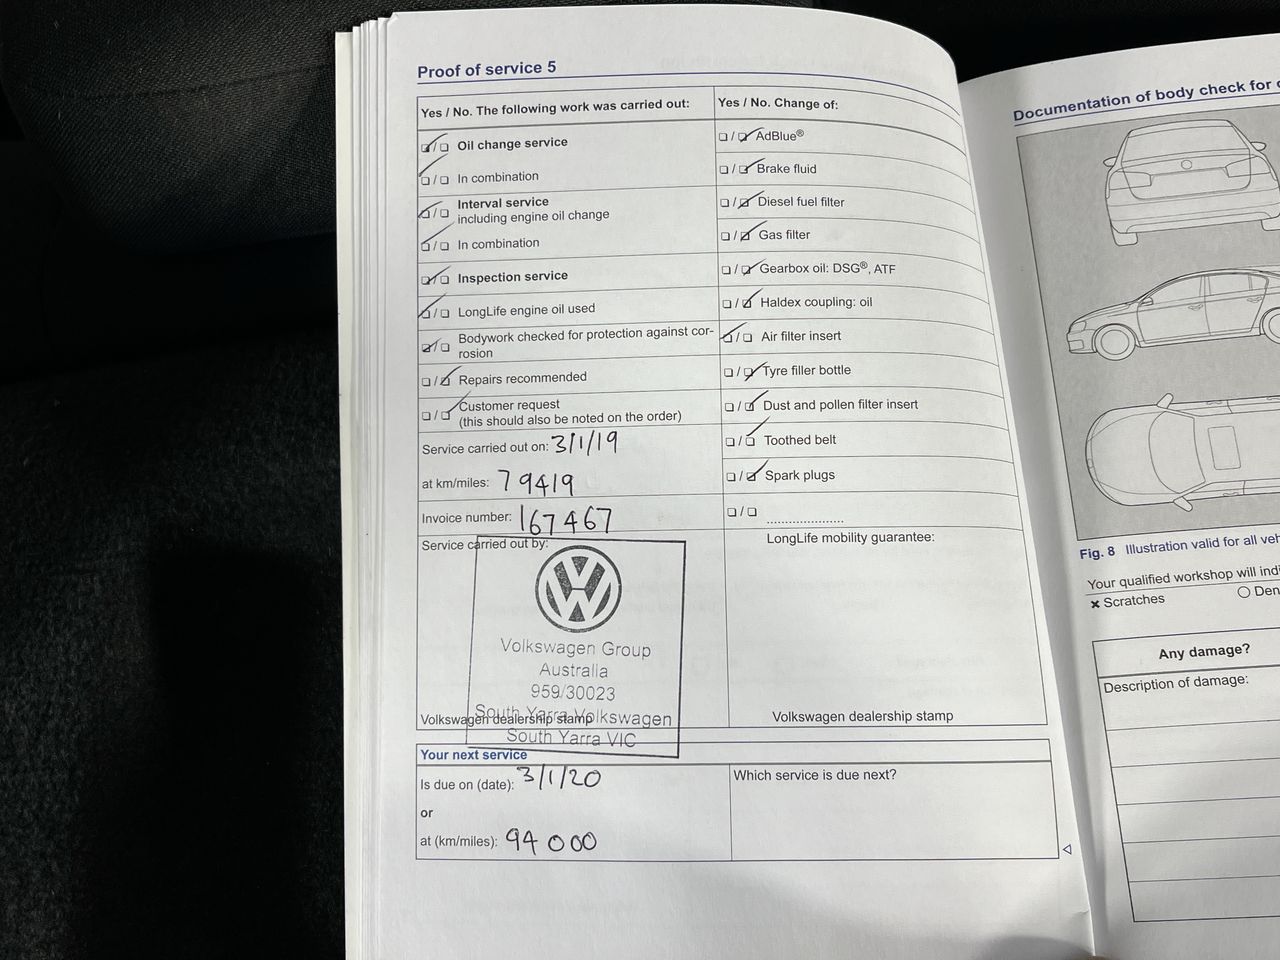 Proof of service 5
Yes / No. The following work was carried out:
☑/☐ Oil change service
☑/☐ In combination
☑/☐ Interval service
including engine oil change
☑/☐ In combination
☑/☐ Inspection service
☑/☐ LongLife engine oil used
☑/☐ Bodywork checked for protection against cor-
rosion
☐/☑ Repairs recommended
☐/☑ Customer request
(this should also be noted on the order)
Service carried out on: 3/1/19
at km/miles: 79419
Invoice number: 167467
Service carried out by:
VW
Volkswagen Group
Australia
959/30023
South Yarra Volkswagen
South Yarra VIC
Volkswagen dealership stamp
Yes / No. Change of:
☐/☑ AdBlue®
☐/☑ Brake fluid
☐/☑ Diesel fuel filter
☐/☑ Gas filter
☐/☑ Gearbox oil: DSG®, ATF
☐/☑ Haldex coupling: oil
☑/☐ Air filter insert
☐/☑ Tyre filler bottle
☐/☑ Dust and pollen filter insert
☐/☑ Toothed belt
☐/☑ Spark plugs
☐/☐ .....................
LongLife mobility guarantee:
Volkswagen dealership stamp
Your next service
Is due on (date): 3/1/20
or
at (km/miles): 94000
Which service is due next?
Documentation of body check for
Fig. 8 Illustration valid for all
Your qualified workshop will
× Scratches
Any damage?
Description of damage: